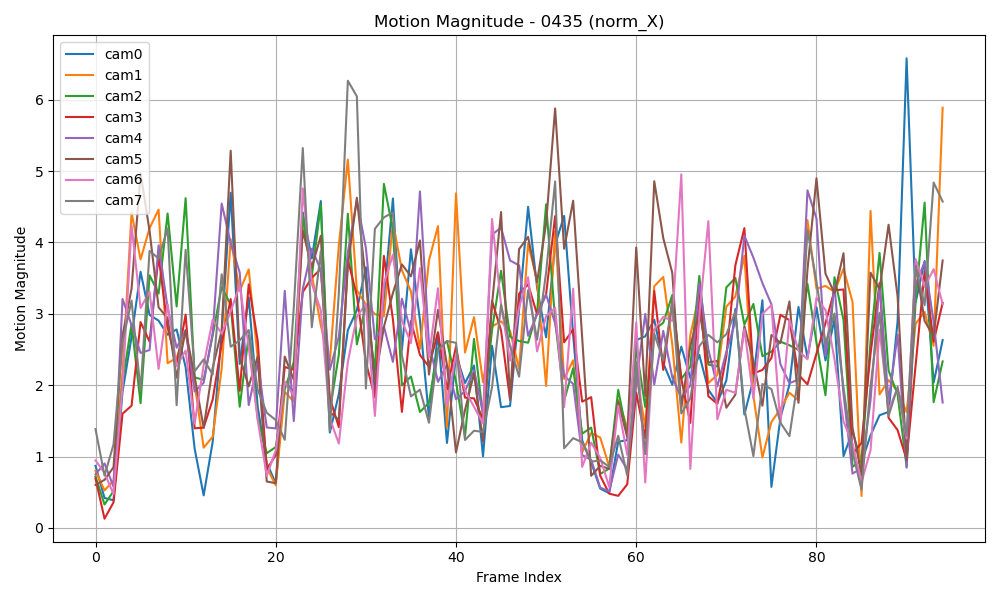 Motion Magnitude - 0435 (norm_X)
cam0
cam1
cam2
cam3
cam4
cam5
cam6
cam7
Motion Magnitude
6
5
4
3
2
1
0
0 20 40 60 80
Frame Index